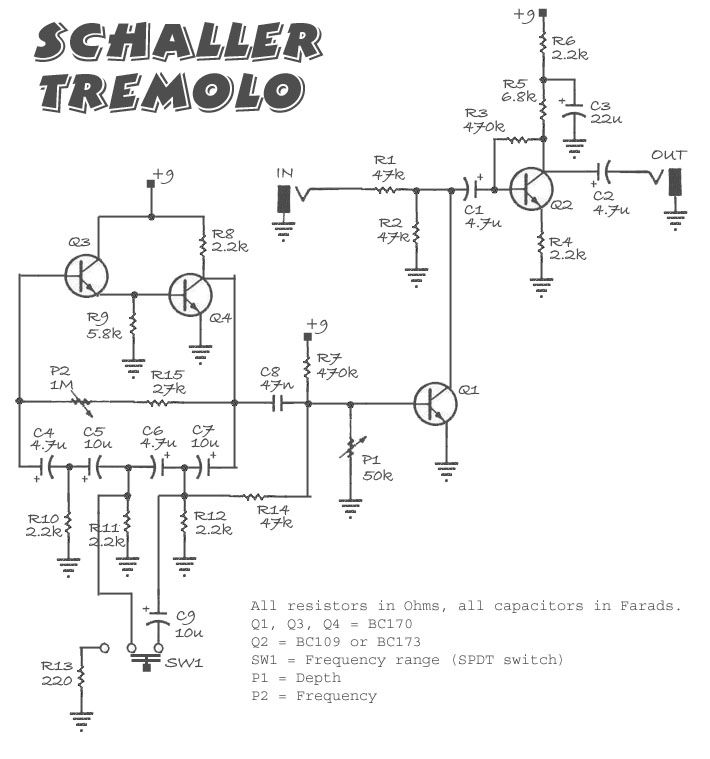 SCHALLER
TREMOLO
+9
R6
2.2k
R5
6.8k
C3
22u
R3
470k
IN
R1
47k
R2
47k
C1
4.7u
Q2
C2
4.7u
OUT
R4
2.2k
+9
Q3
R8
2.2k
R9
5.8k
Q4
P2
1M
R15
27k
+9
C8
47n
R7
470k
Q1
C4
4.7u
C5
10u
C6
4.7u
C7
10u
P1
50k
R10
2.2k
R11
2.2k
R12
2.2k
R14
47k
C9
10u
SW1
R13
220
All resistors in Ohms, all capacitors in Farads.
Q1, Q3, Q4 = BC170
Q2 = BC109 or BC173
SW1 = Frequency range (SPDT switch)
P1 = Depth
P2 = Frequency